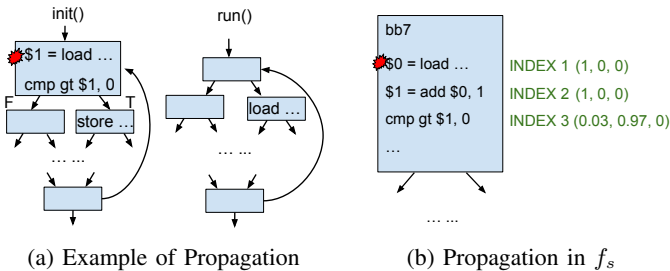 init()
$1 = load ...
cmp gt $1, 0
F
T
store ...
... ...
run()
load ...
... ...
(a) Example of Propagation
bb7
$0 = load ...
INDEX 1 (1, 0, 0)
$1 = add $0, 1
INDEX 2 (1, 0, 0)
cmp gt $1, 0
INDEX 3 (0.03, 0.97, 0)
...
... ...
(b) Propagation in f_s